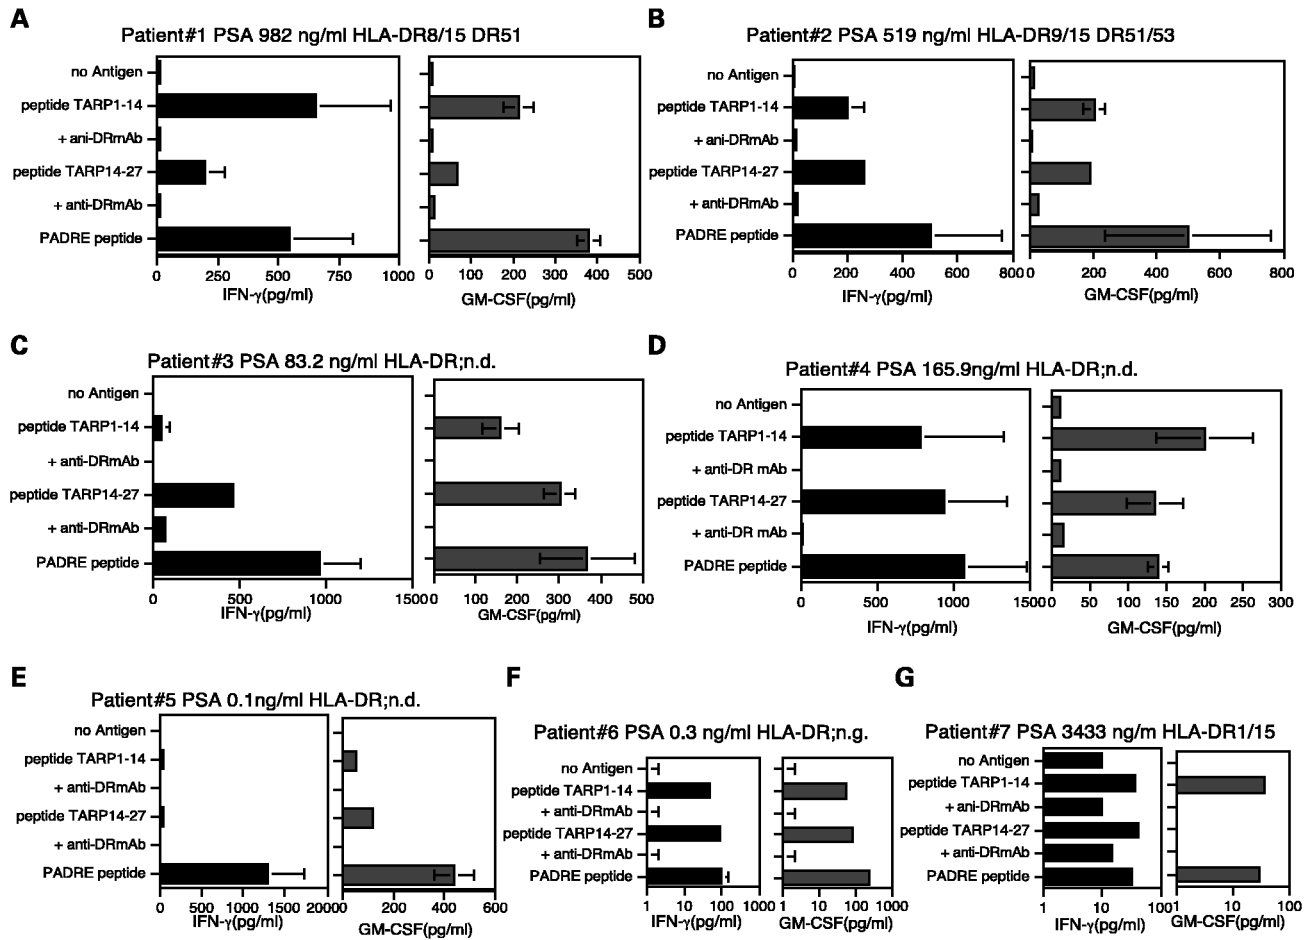 A
Patient#1 PSA 982 ng/ml HLA-DR8/15 DR51
no Antigen
peptide TARP1-14
+ ani-DRmAb
peptide TARP14-27
+ anti-DRmAb
PADRE peptide
0 250 500 750 1000
IFN-γ(pg/ml)
0 100 200 300 400 500
GM-CSF(pg/ml)
B
Patient#2 PSA 519 ng/ml HLA-DR9/15 DR51/53
no Antigen
peptide TARP1-14
+ ani-DRmAb
peptide TARP14-27
+ anti-DRmAb
PADRE peptide
0 200 400 600 800
IFN-γ(pg/ml)
0 200 400 600 800
GM-CSF(pg/ml)
C
Patient#3 PSA 83.2 ng/ml HLA-DR;n.d.
no Antigen
peptide TARP1-14
+ anti-DRmAb
peptide TARP14-27
+ anti-DRmAb
PADRE peptide
0 500 1000 1500
IFN-γ(pg/ml)
0 100 200 300 400 500
GM-CSF(pg/ml)
D
Patient#4 PSA 165.9ng/ml HLA-DR;n.d.
no Antigen
peptide TARP1-14
+ anti-DR mAb
peptide TARP14-27
+ anti-DR mAb
PADRE peptide
0 500 1000 1500
IFN-γ(pg/ml)
0 50 100 150 200 250 300
GM-CSF(pg/ml)
E
Patient#5 PSA 0.1ng/ml HLA-DR;n.d.
no Antigen
peptide TARP1-14
+ anti-DRmAb
peptide TARP14-27
+ anti-DRmAb
PADRE peptide
0 500 1000 1500 2000
IFN-γ(pg/ml)
0 200 400 600
GM-CSF(pg/ml)
F
Patient#6 PSA 0.3 ng/ml HLA-DR;n.g.
no Antigen
peptide TARP1-14
+ anti-DRmAb
peptide TARP14-27
+ anti-DRmAb
PADRE peptide
1 10 100 1000
IFN-γ(pg/ml)
1 10 100 1000
GM-CSF(pg/ml)
G
Patient#7 PSA 3433 ng/m HLA-DR1/15
no Antigen
peptide TARP1-14
+ ani-DRmAb
peptide TARP14-27
+ anti-DRmAb
PADRE peptide
1 10 100
IFN-γ(pg/ml)
1 10 100
GM-CSF(pg/ml)